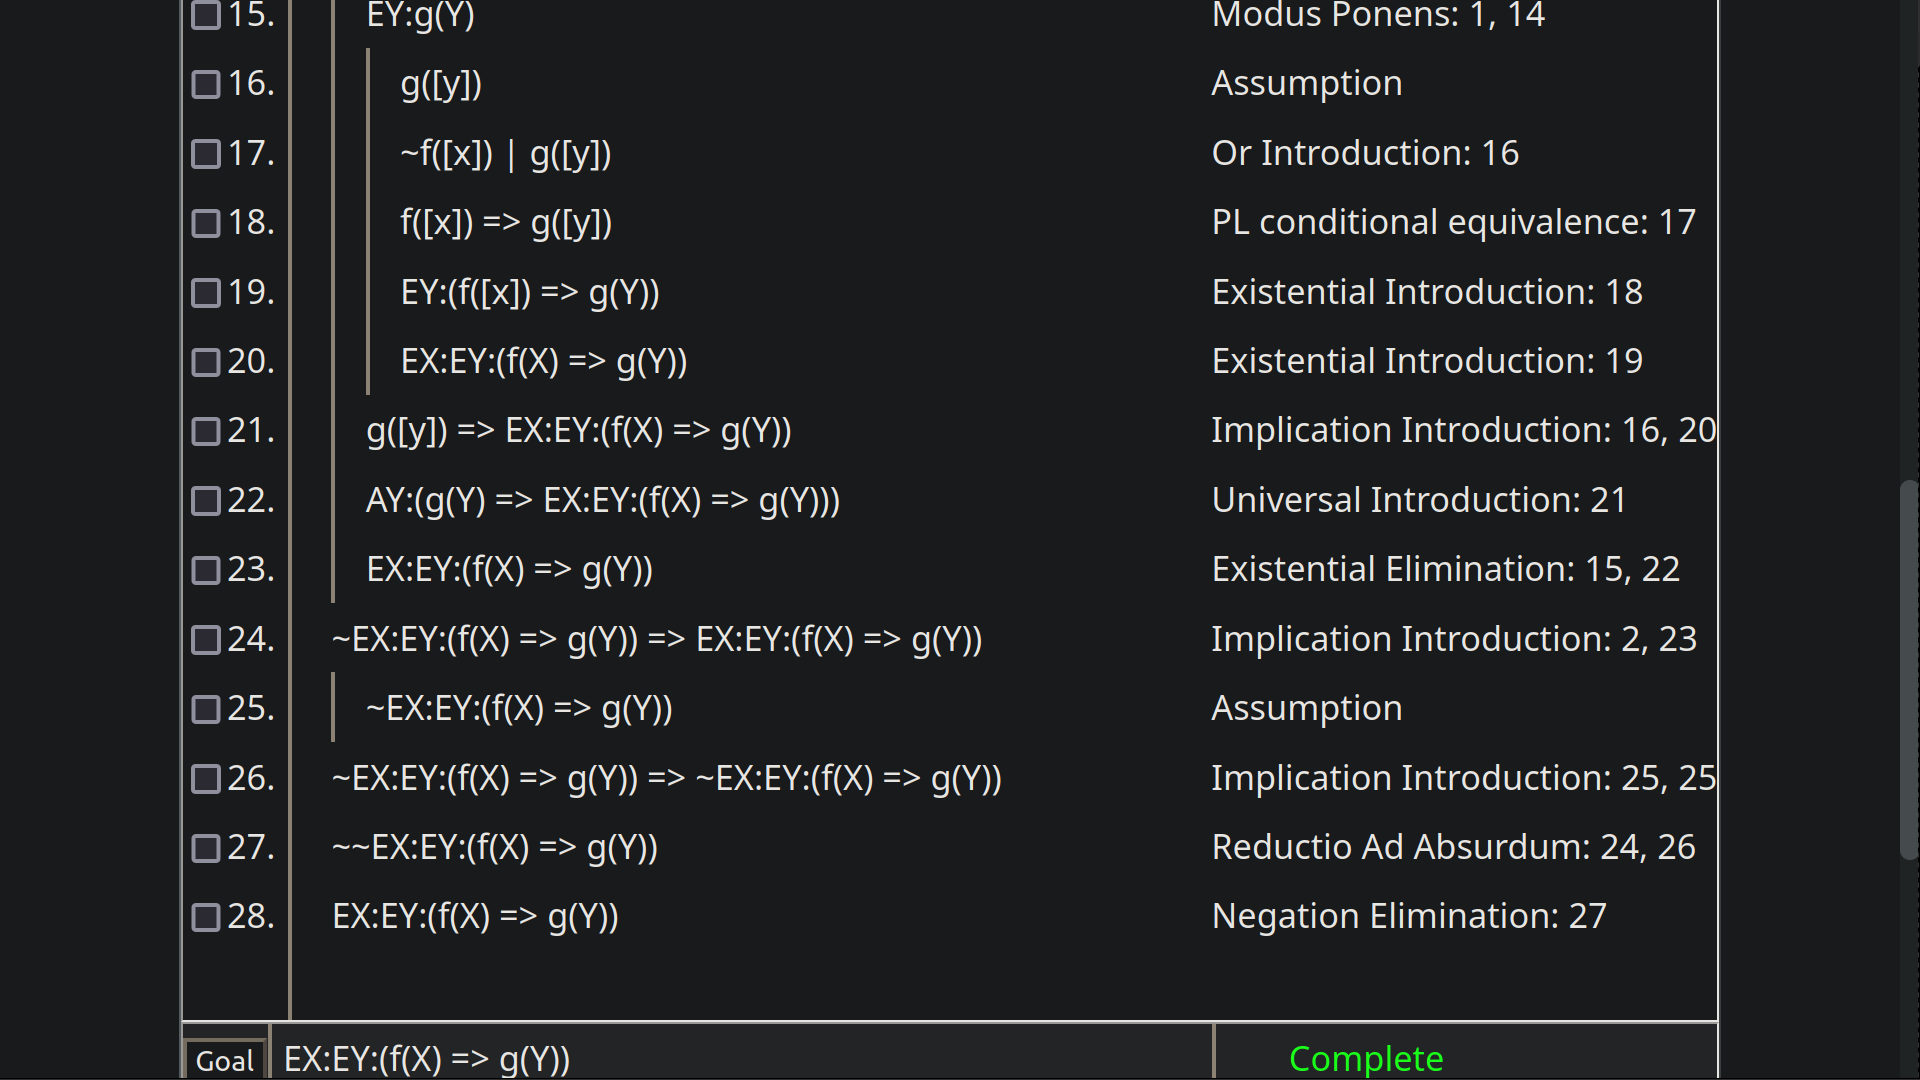 15. EY:g(Y) Modus Ponens: 1, 14
16. g([y]) Assumption
17. ~f([x]) | g([y]) Or Introduction: 16
18. f([x]) => g([y]) PL conditional equivalence: 17
19. EY:(f([x]) => g(Y)) Existential Introduction: 18
20. EX:EY:(f(X) => g(Y)) Existential Introduction: 19
21. g([y]) => EX:EY:(f(X) => g(Y)) Implication Introduction: 16, 20
22. AY:(g(Y) => EX:EY:(f(X) => g(Y))) Universal Introduction: 21
23. EX:EY:(f(X) => g(Y)) Existential Elimination: 15, 22
24. ~EX:EY:(f(X) => g(Y)) => EX:EY:(f(X) => g(Y)) Implication Introduction: 2, 23
25. ~EX:EY:(f(X) => g(Y)) Assumption
26. ~EX:EY:(f(X) => g(Y)) => ~EX:EY:(f(X) => g(Y)) Implication Introduction: 25, 25
27. ~~EX:EY:(f(X) => g(Y)) Reductio Ad Absurdum: 24, 26
28. EX:EY:(f(X) => g(Y)) Negation Elimination: 27
Goal EX:EY:(f(X) => g(Y)) Complete